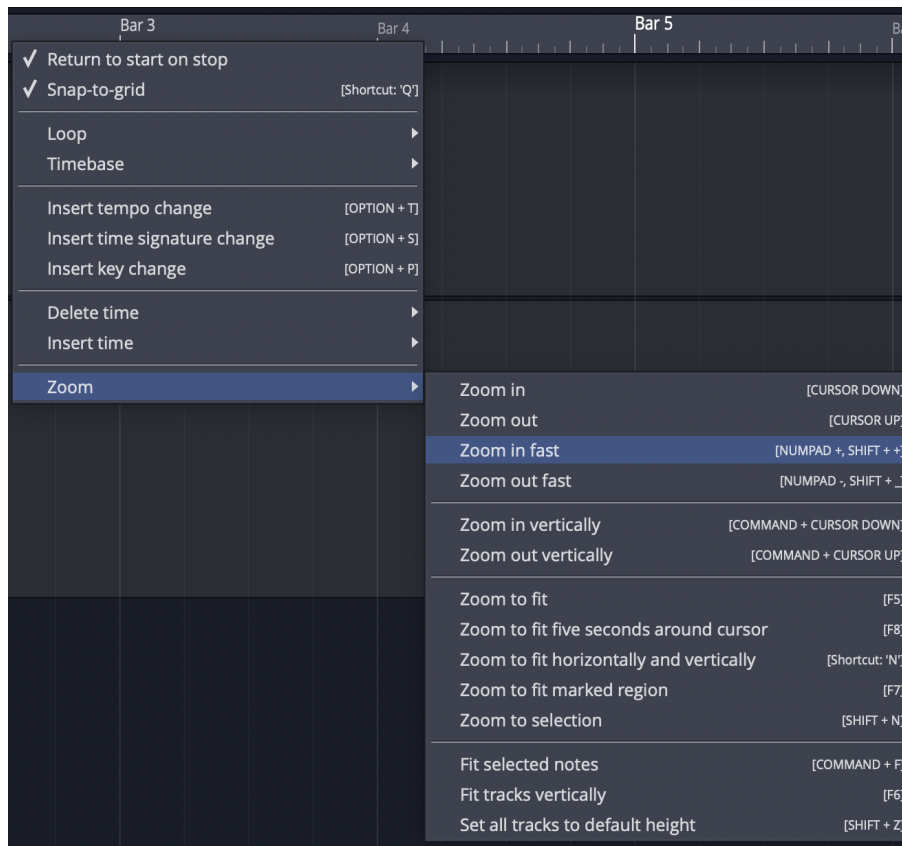 Bar 3
Bar 4
Bar 5
Return to start on stop
Snap-to-grid [Shortcut: 'Q']
Loop
Timebase
Insert tempo change [OPTION + T]
Insert time signature change [OPTION + S]
Insert key change [OPTION + P]
Delete time
Insert time
Zoom
Zoom in [CURSOR DOWN]
Zoom out [CURSOR UP]
Zoom in fast [NUMPAD +, SHIFT + +]
Zoom out fast [NUMPAD -, SHIFT + _]
Zoom in vertically [COMMAND + CURSOR DOWN]
Zoom out vertically [COMMAND + CURSOR UP]
Zoom to fit [F5]
Zoom to fit five seconds around cursor [F8]
Zoom to fit horizontally and vertically [Shortcut: 'N']
Zoom to fit marked region [F7]
Zoom to selection [SHIFT + N]
Fit selected notes [COMMAND + F]
Fit tracks vertically [F6]
Set all tracks to default height [SHIFT + Z]